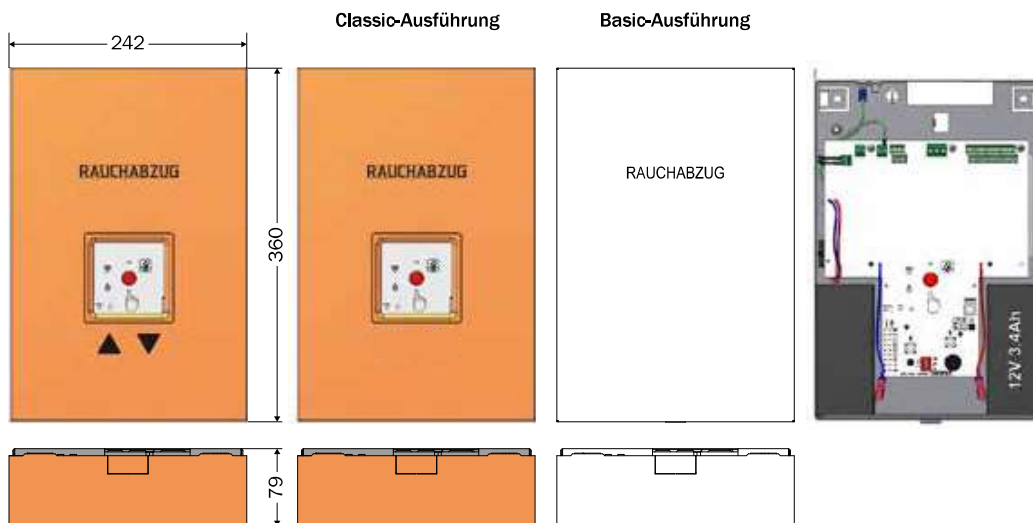 Classic-Ausführung
Basic-Ausführung
242
RAUCHABZUG
RAUCHABZUG
RAUCHABZUG
360
12V 3.4Ah
79